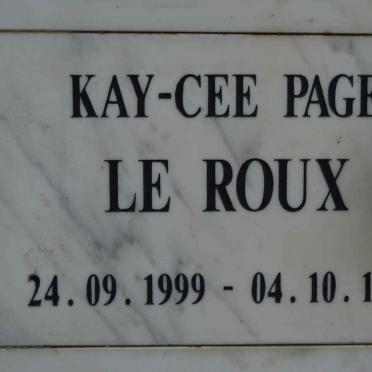 KAY-CEE PAGE
LE ROUX
24.09.1999 - 04.10.1